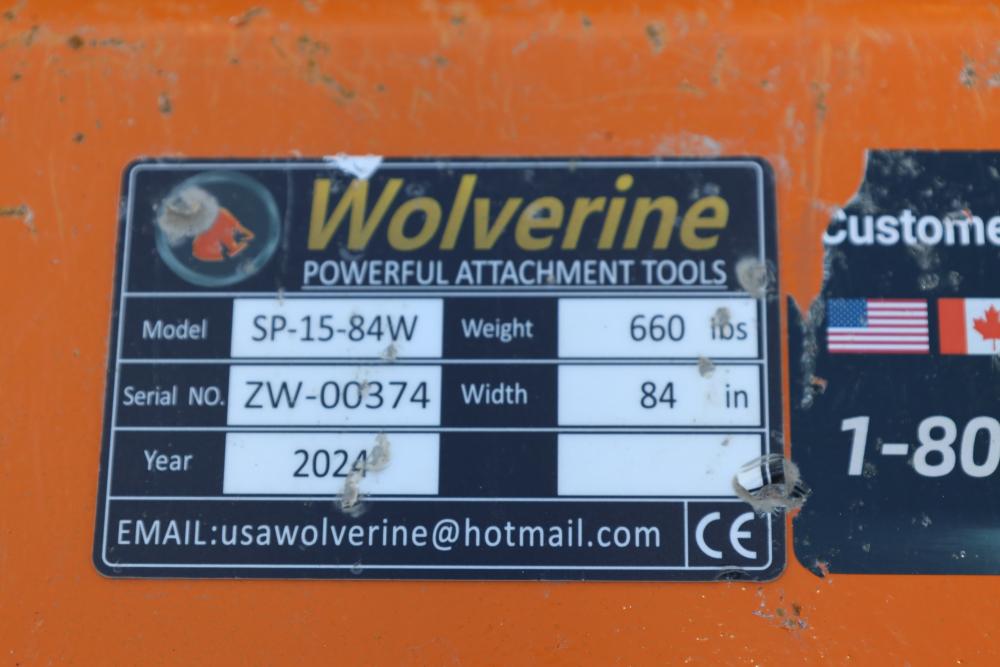 Wolverine
POWERFUL ATTACHMENT TOOLS
Model SP-15-84W Weight 660 lbs
Serial NO. ZW-00374 Width 84 in
Year 2024
EMAIL:usawolverine@hotmail.com CE
Custome
1-80